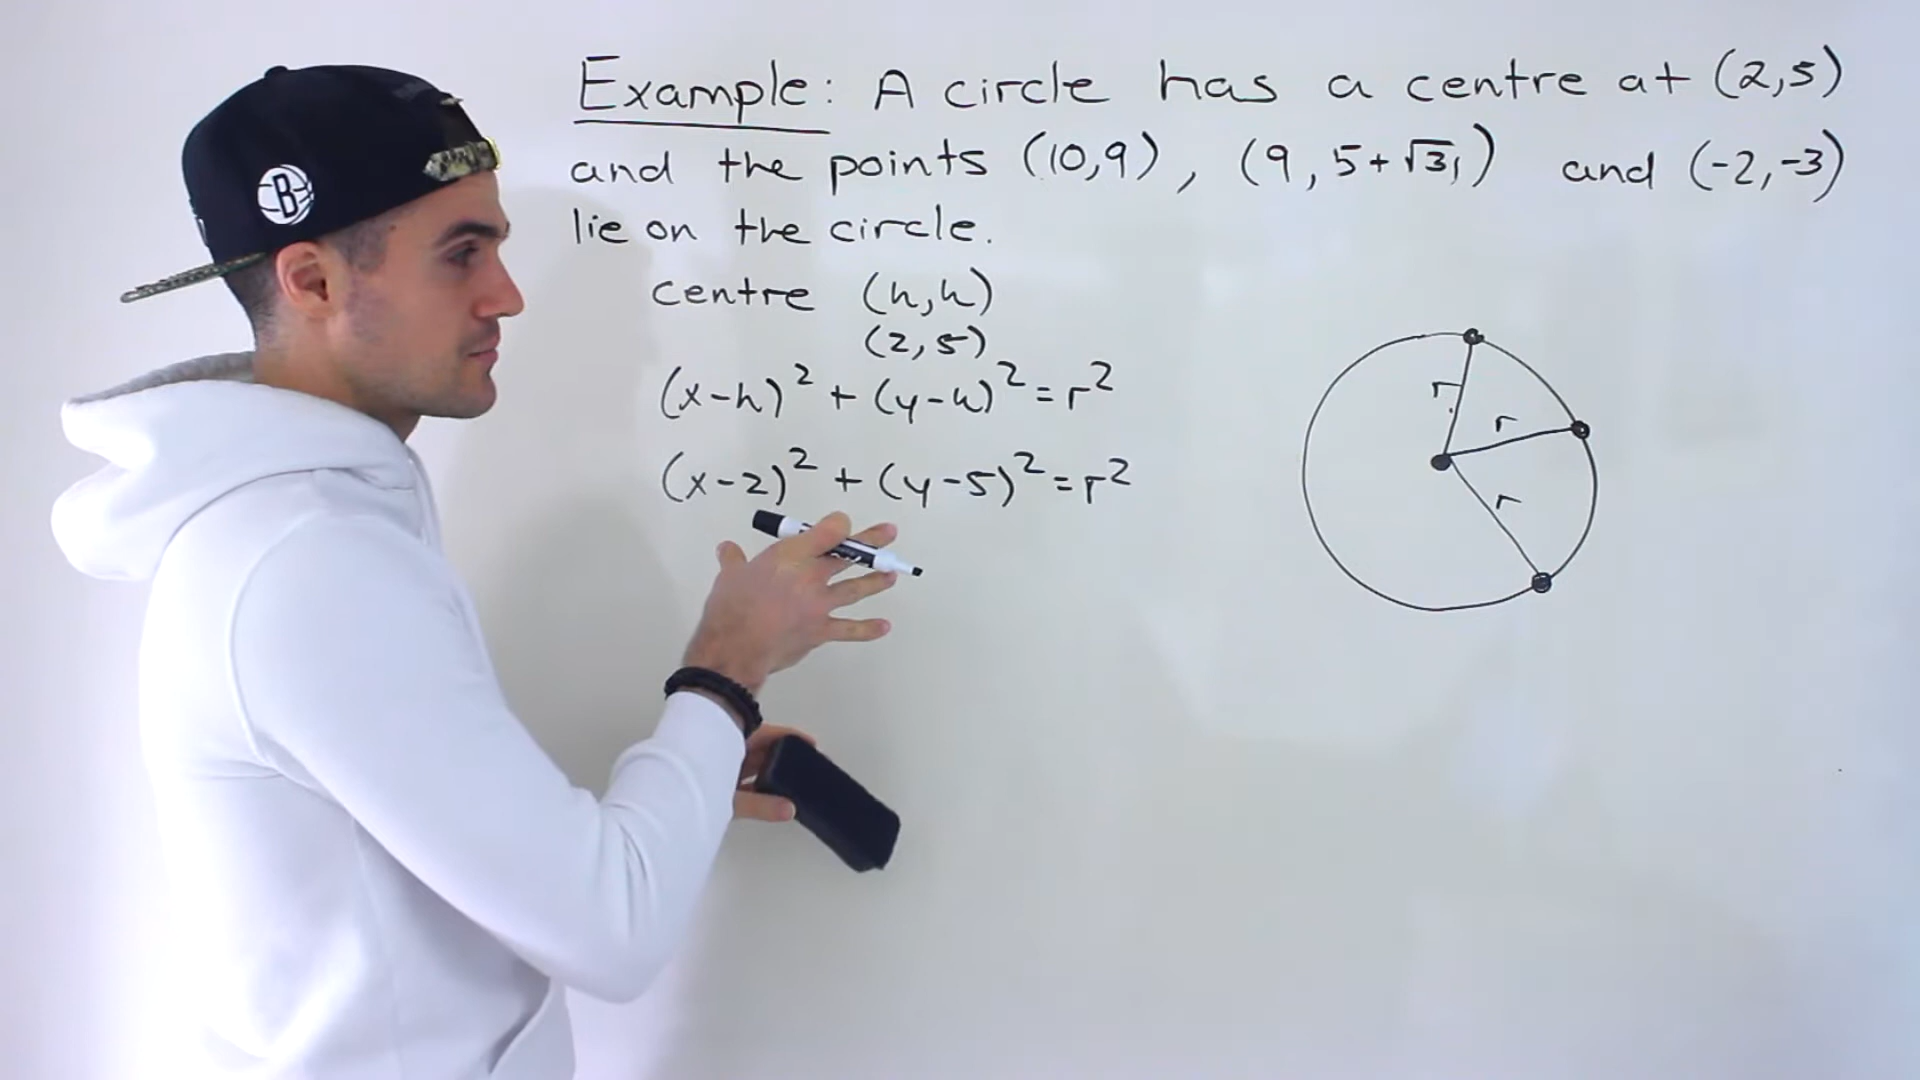 Example: A circle has a centre at (2,5)
and the points (10,9), (9, 5+√31) and (-2,-3)
lie on the circle.
centre (h,k)
(2,5)
(x-h)²+(y-k)²=r²
(x-2)²+(y-5)²=r²
r
r
r
B